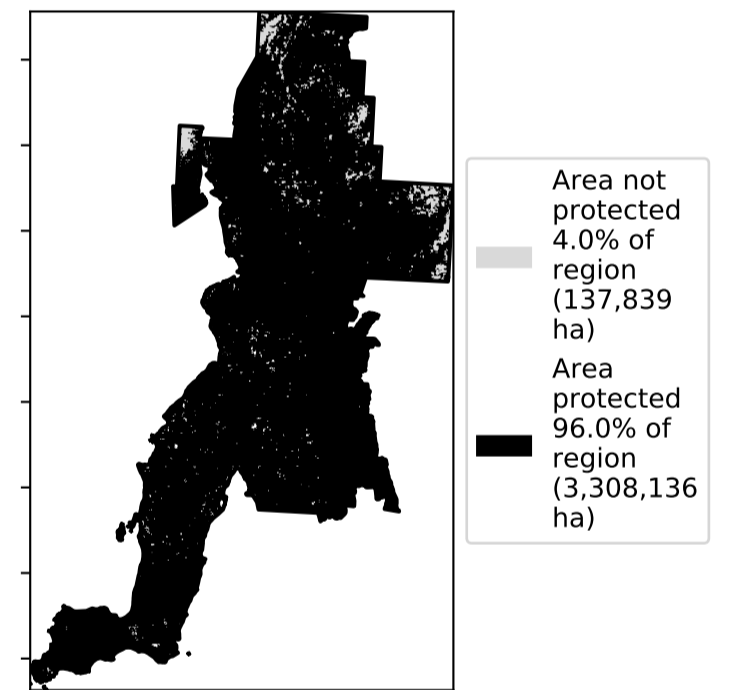 Area not
protected
4.0% of
region
(137,839
ha)
Area
protected
96.0% of
region
(3,308,136
ha)